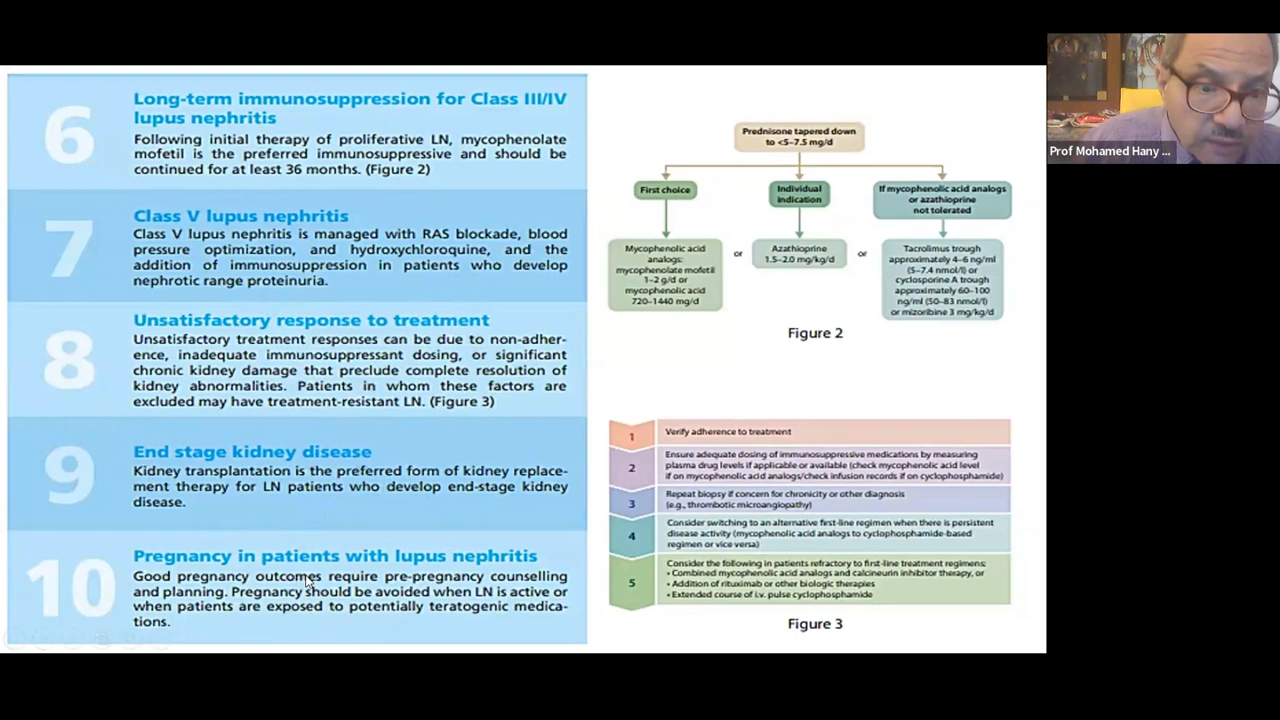 6
Long-term immunosuppression for Class III/IV
lupus nephritis
Following initial therapy of proliferative LN, mycophenolate
mofetil is the preferred immunosuppressive and should be
continued for at least 36 months. (Figure 2)
7
Class V lupus nephritis
Class V lupus nephritis is managed with RAS blockade, blood
pressure optimization, and hydroxychloroquine, and the
addition of immunosuppression in patients who develop
nephrotic range proteinuria.
8
Unsatisfactory response to treatment
Unsatisfactory treatment responses can be due to non-adher-
ence, inadequate immunosuppressant dosing, or significant
chronic kidney damage that preclude complete resolution of
kidney abnormalities. Patients in whom these factors are
excluded may have treatment-resistant LN. (Figure 3)
9
End stage kidney disease
Kidney transplantation is the preferred form of kidney replace-
ment therapy for LN patients who develop end-stage kidney
disease.
10
Pregnancy in patients with lupus nephritis
Good pregnancy outcomes require pre-pregnancy counselling
and planning. Pregnancy should be avoided when LN is active or
when patients are exposed to potentially teratogenic medica-
tions.
Prednisone tapered down
to <5–7.5 mg/d
First choice
Individual
indication
If mycophenolic acid analogs
or azathioprine
not tolerated
Mycophenolic acid
analogs:
mycophenolate mofetil
1–2 g/d or
mycophenolic acid
720–1440 mg/d
or
Azathioprine
1.5–2.0 mg/kg/d
or
Tacrolimus trough
approximately 4–6 ng/ml
(5–7.4 nmol/l) or
cyclosporine A trough
approximately 60–100
ng/ml (50–83 nmol/l)
or mizoribine 3 mg/kg/d
Figure 2
1
Verify adherence to treatment
2
Ensure adequate dosing of immunosuppressive medications by measuring
plasma drug levels if applicable or available (check mycophenolic acid level
if on mycophenolic acid analogs/check infusion records if on cyclophosphamide)
3
Repeat biopsy if concern for chronicity or other diagnosis
(e.g., thrombotic microangiopathy)
4
Consider switching to an alternative first-line regimen when there is persistent
disease activity (mycophenolic acid analogs to cyclophosphamide-based
regimen or vice versa)
5
Consider the following in patients refractory to first-line treatment regimens:
• Combined mycophenolic acid analogs and calcineurin inhibitor therapy, or
• Addition of rituximab or other biologic therapies
• Extended course of i.v. pulse cyclophosphamide
Figure 3
Prof Mohamed Hany ...